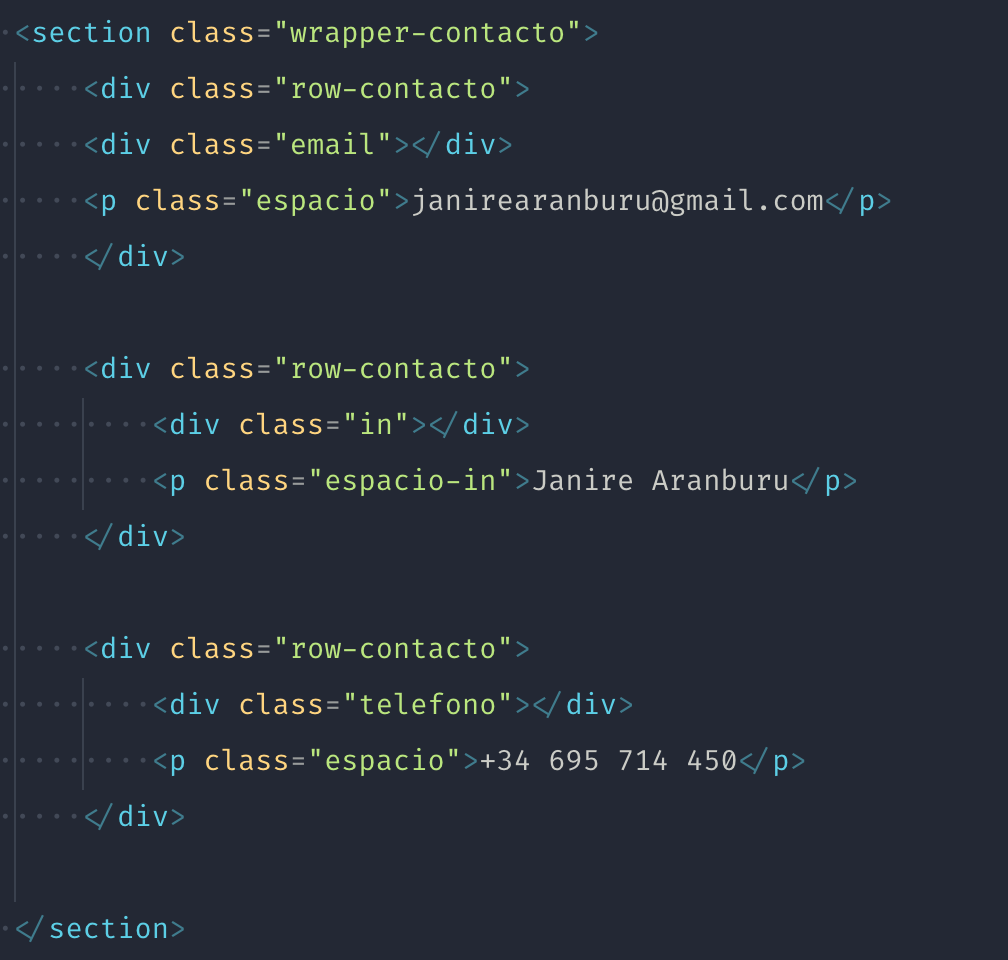 <section class="wrapper-contacto">
<div class="row-contacto">
<div class="email"></div>
<p class="espacio">janirearanburu@gmail.com</p>
</div>
<div class="row-contacto">
<div class="in"></div>
<p class="espacio-in">Janire Aranburu</p>
</div>
<div class="row-contacto">
<div class="telefono"></div>
<p class="espacio">+34 695 714 450</p>
</div>
</section>